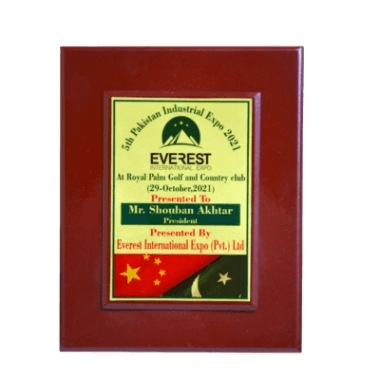 5th Pakistan Industrial Expo 2021
EVEREST
INTERNATIONAL EXPO
At Royal Palm Golf and Country club
(29-October,2021)
Presented To
Mr. Shouban Akhtar
President
Presented By
Everest International Expo (Pvt.) Ltd